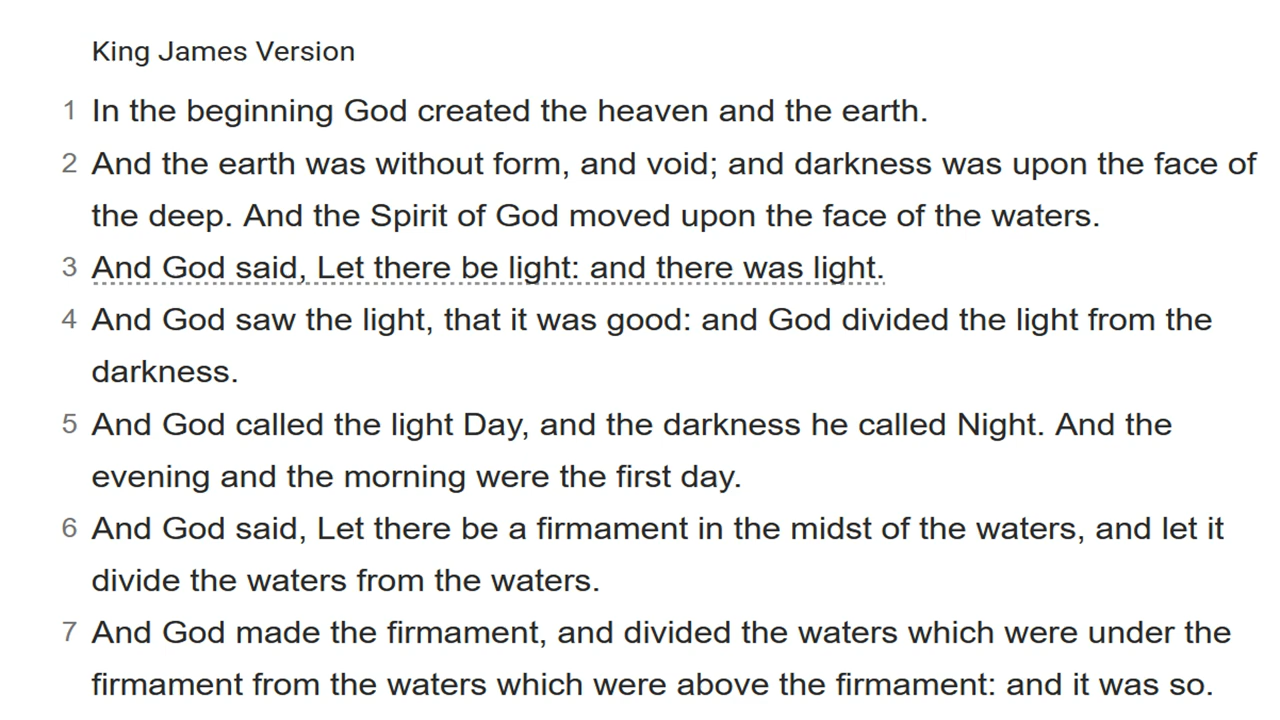 King James Version
1 In the beginning God created the heaven and the earth.
2 And the earth was without form, and void; and darkness was upon the face of
the deep. And the Spirit of God moved upon the face of the waters.
3 And God said, Let there be light: and there was light.
4 And God saw the light, that it was good: and God divided the light from the
darkness.
5 And God called the light Day, and the darkness he called Night. And the
evening and the morning were the first day.
6 And God said, Let there be a firmament in the midst of the waters, and let it
divide the waters from the waters.
7 And God made the firmament, and divided the waters which were under the
firmament from the waters which were above the firmament: and it was so.